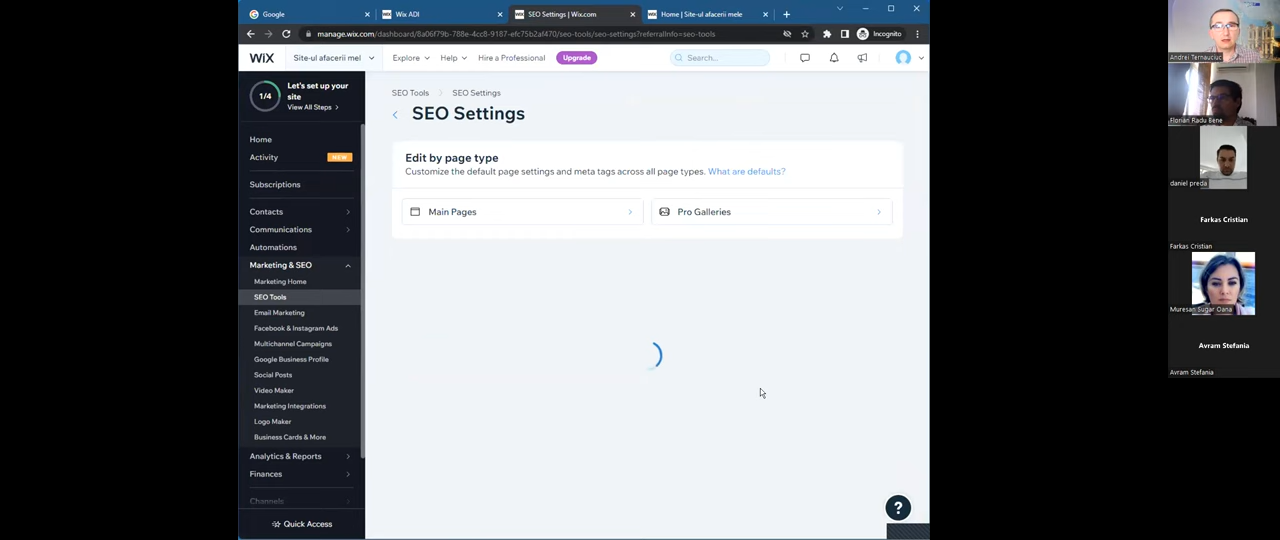 Google
Wix ADI
SEO Settings | Wix.com
Home | Site-ul afacerii mele
manage.wix.com/dashboard/8a06f79b-788e-4cc8-9187-efc75b2af470/seo-tools/seo-settings?referralInfo=seo-tools
Incognito
WIX
Site-ul afacerii mel
Explore
Help
Hire a Professional
Upgrade
Search...
1/4
Let's set up your
site
View All Steps
Home
Activity
NEW
Subscriptions
Contacts
Communications
Automations
Marketing & SEO
Marketing Home
SEO Tools
Email Marketing
Facebook & Instagram Ads
Multichannel Campaigns
Google Business Profile
Social Posts
Video Maker
Marketing Integrations
Logo Maker
Business Cards & More
Analytics & Reports
Finances
Channels
Quick Access
SEO Tools
SEO Settings
SEO Settings
Edit by page type
Customize the default page settings and meta tags across all page types. What are defaults?
Main Pages
Pro Galleries
?
Andrei Ternauciuc
Florian Radu Bene
daniel preda
Farkas Cristian
Farkas Cristian
Muresan Sugar Oana
Avram Stefania
Avram Stefania